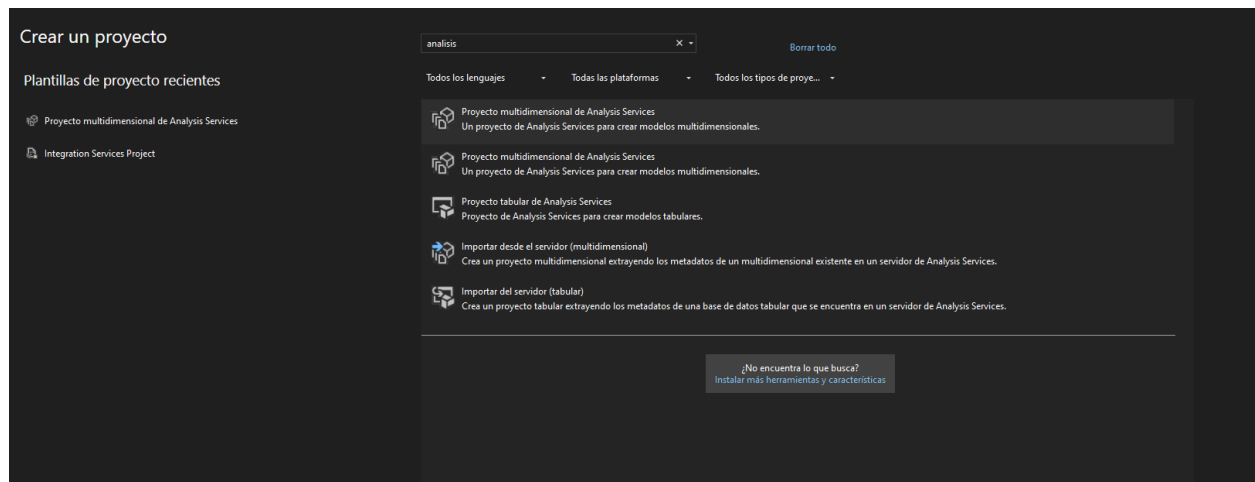 Crear un proyecto
Plantillas de proyecto recientes
Proyecto multidimensional de Analysis Services
Integration Services Project
analisis
Borrar todo
Todos los lenguajes
Todas las plataformas
Todos los tipos de proye...
Proyecto multidimensional de Analysis Services
Un proyecto de Analysis Services para crear modelos multidimensionales.
Proyecto multidimensional de Analysis Services
Un proyecto de Analysis Services para crear modelos multidimensionales.
Proyecto tabular de Analysis Services
Proyecto de Analysis Services para crear modelos tabulares.
Importar desde el servidor (multidimensional)
Crea un proyecto multidimensional extrayendo los metadatos de un multidimensional existente en un servidor de Analysis Services.
Importar del servidor (tabular)
Crea un proyecto tabular extrayendo los metadatos de una base de datos tabular que se encuentra en un servidor de Analysis Services.
¿No encuentra lo que busca?
Instalar más herramientas y características